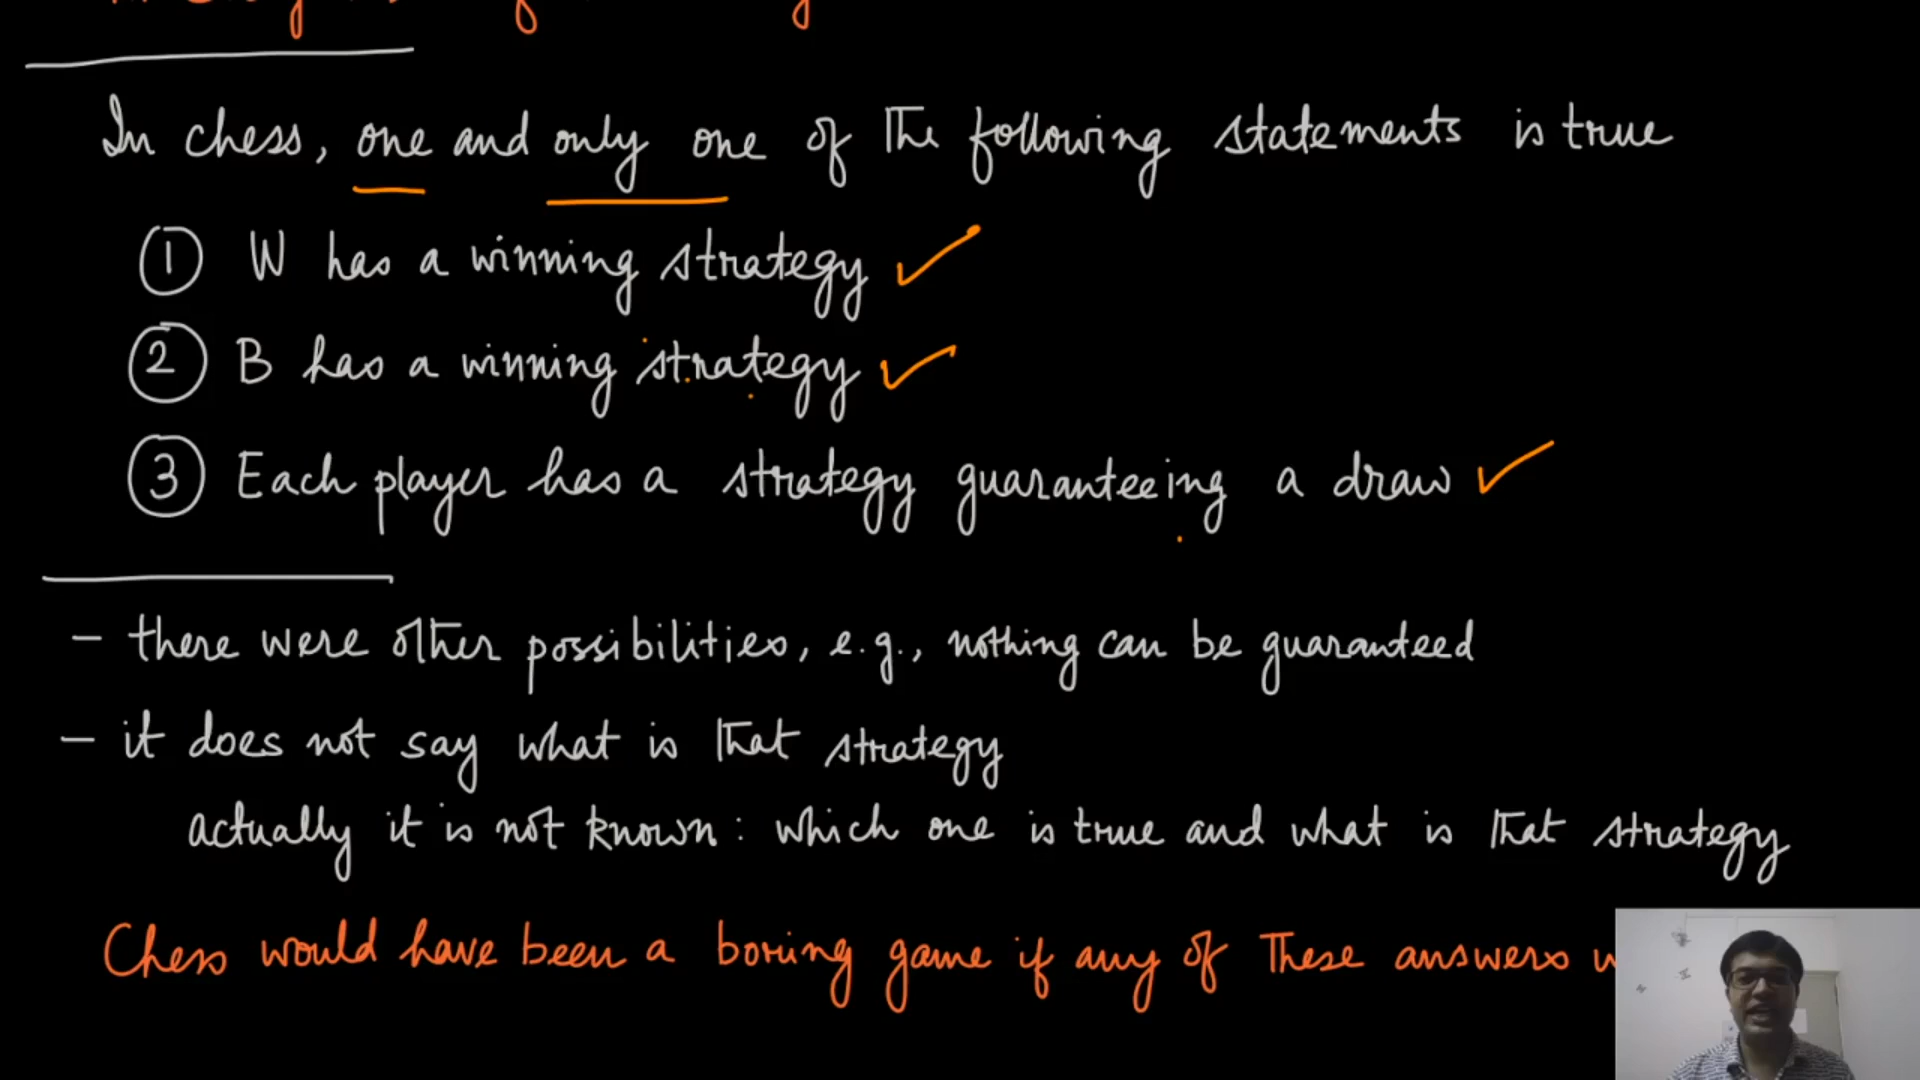 In chess, one and only one of the following statements is true
① W has a winning strategy
② B has a winning strategy
③ Each player has a strategy guaranteeing a draw
– there were other possibilities, e.g., nothing can be guaranteed
– it does not say what is that strategy
actually it is not known: which one is true and what is that strategy
Chess would have been a boring game if any of these answers